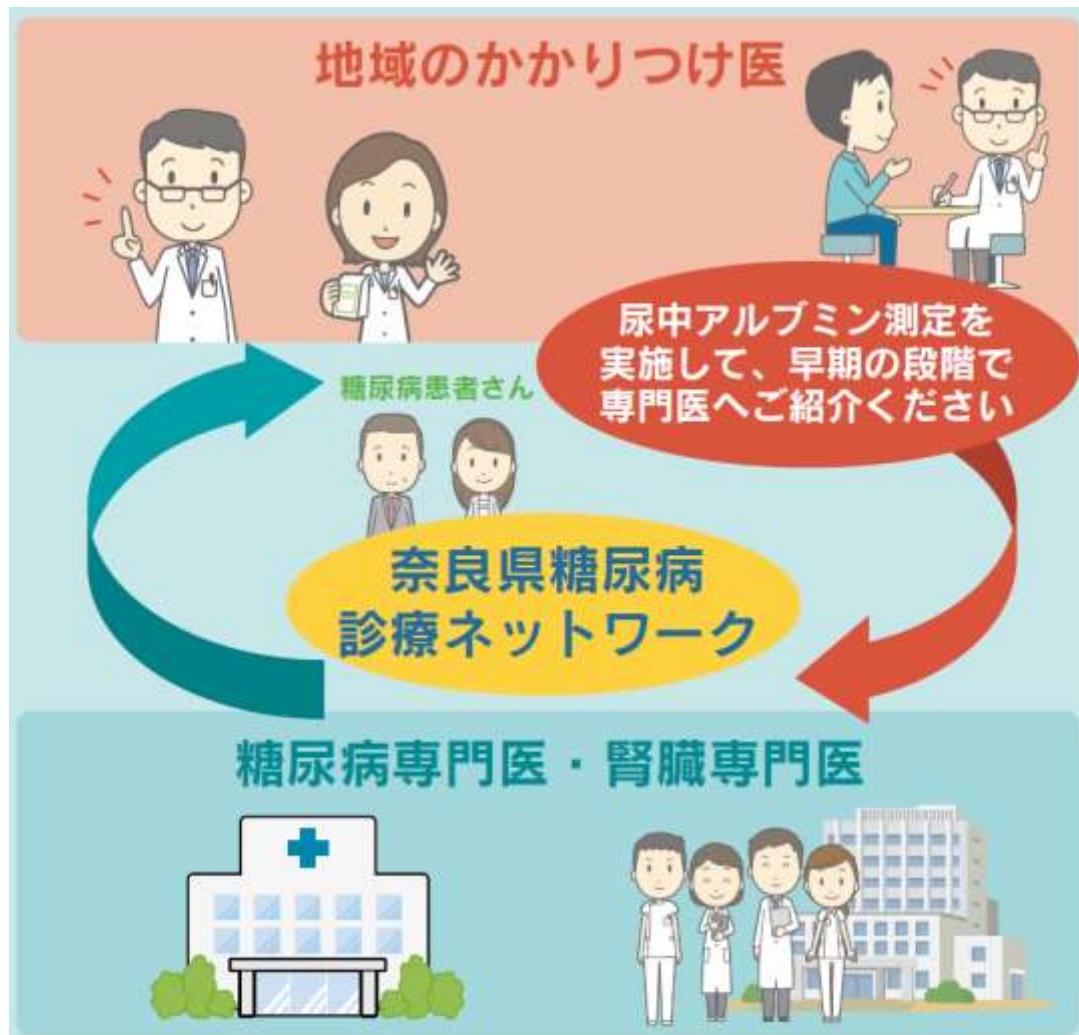 地域のかかりつけ医
尿中アルブミン測定を
実施して、早期の段階で
専門医へご紹介ください
糖尿病患者さん
奈良県糖尿病
診療ネットワーク
糖尿病専門医・腎臓専門医